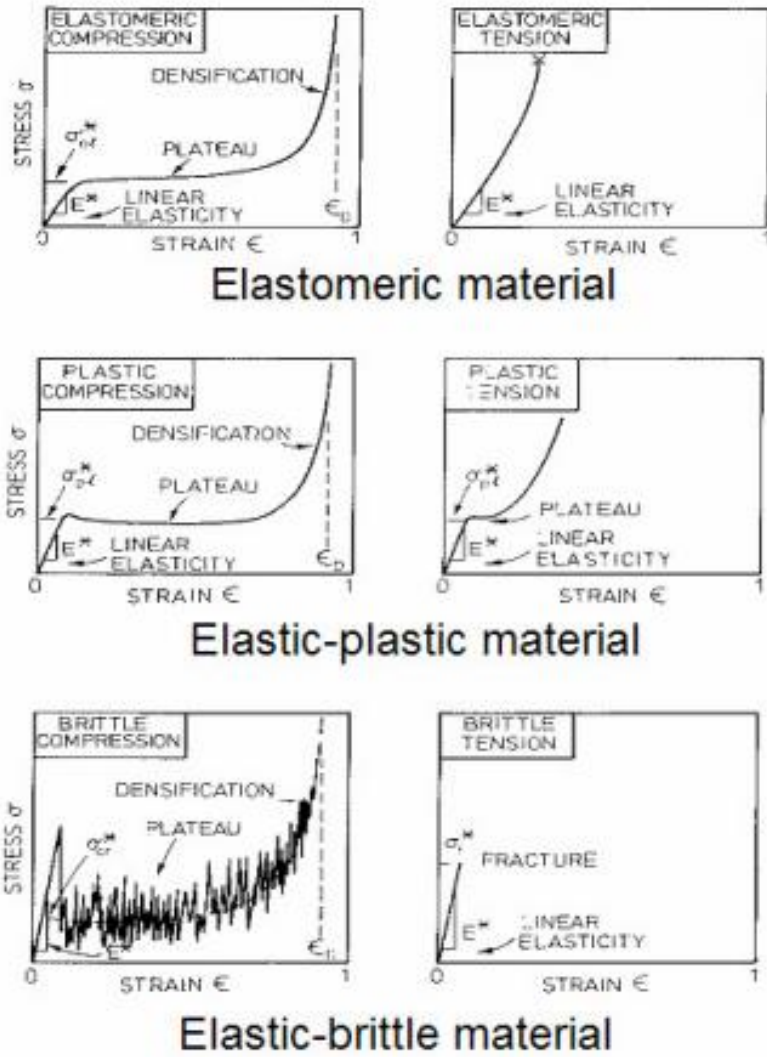 ELASTOMERIC
COMPRESSION
DENSIFICATION
PLATEAU
E*
LINEAR
ELASTICITY
STRESS σ
0
1
STRAIN ϵ
ELASTOMERIC
TENSION
E*
LINEAR
ELASTICITY
0
1
STRAIN ϵ
Elastomeric material
PLASTIC
COMPRESSION
DENSIFICATION
PLATEAU
E*
LINEAR
ELASTICITY
ϵD
STRESS σ
0
1
STRAIN ϵ
PLASTIC
TENSION
σpl*
PLATEAU
E*
LINEAR
ELASTICITY
0
1
STRAIN ϵ
Elastic-plastic material
BRITTLE
COMPRESSION
DENSIFICATION
PLATEAU
σcr*
E*
STRESS σ
0
1
STRAIN ϵ
BRITTLE
TENSION
FRACTURE
E*
LINEAR
ELASTICITY
0
1
STRAIN ϵ
Elastic-brittle material